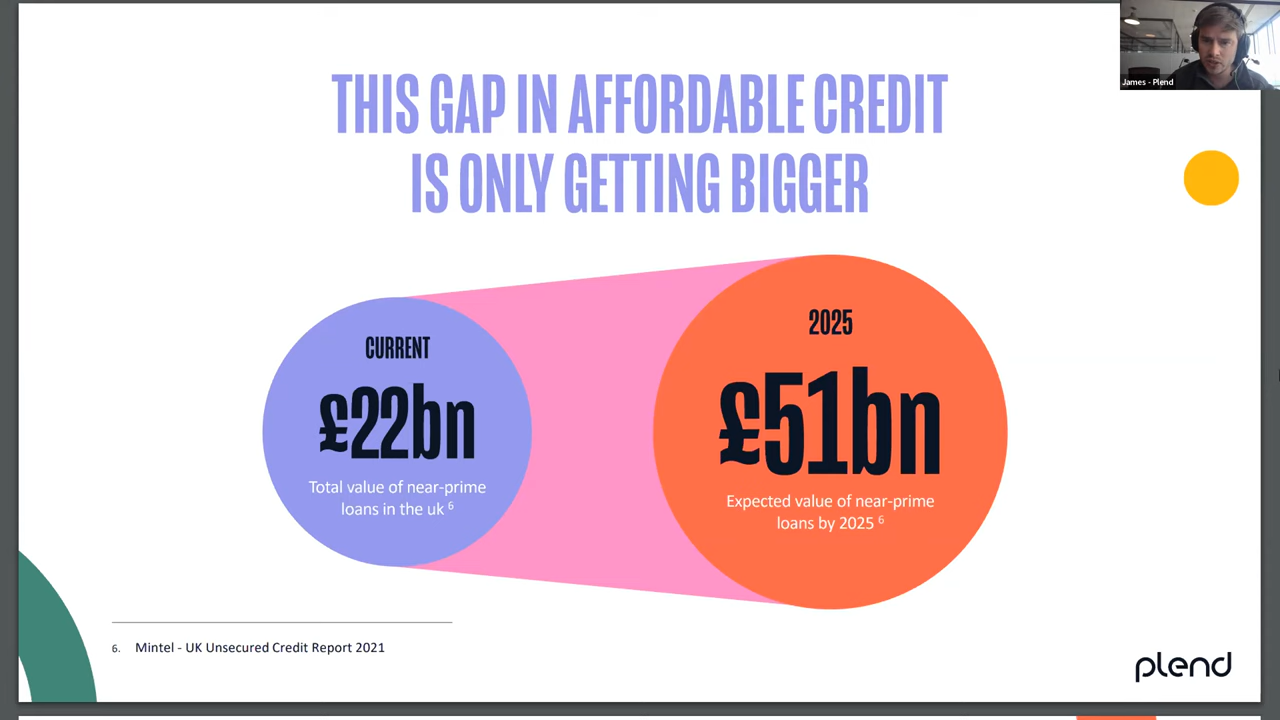 James - Plend
THIS GAP IN AFFORDABLE CREDIT
IS ONLY GETTING BIGGER
CURRENT
£22bn
Total value of near-prime
loans in the uk 6
2025
£51bn
Expected value of near-prime
loans by 2025 6
6. Mintel - UK Unsecured Credit Report 2021
plend